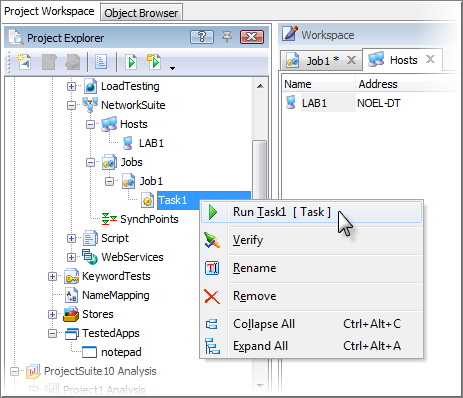 Project Workspace
Object Browser
Project Explorer
LoadTesting
NetworkSuite
Hosts
LAB1
Jobs
Job1
Task1
SynchPoints
Script
WebServices
KeywordTests
NameMapping
Stores
TestedApps
notepad
ProjectSuite10 Analysis
Project1 Analysis
Workspace
Job1 *
Hosts
Name Address
LAB1 NOEL-DT
Run Task1 [ Task ]
Verify
Rename
Remove
Collapse All Ctrl+Alt+C
Expand All Ctrl+Alt+A